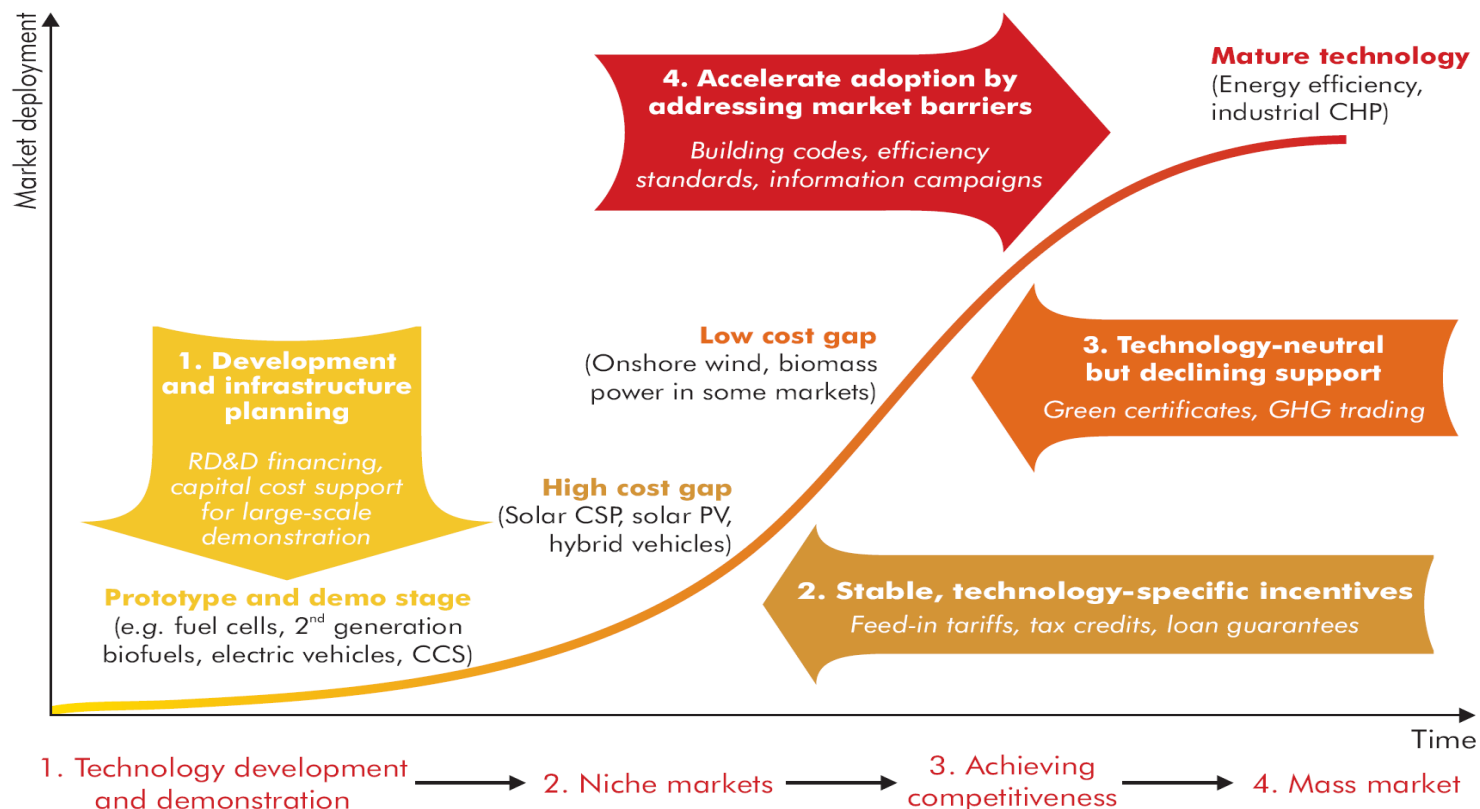 Market deployment
4. Accelerate adoption by
addressing market barriers
Building codes, efficiency
standards, information campaigns
Mature technology
(Energy efficiency,
industrial CHP)
1. Development
and infrastructure
planning
RD&D financing,
capital cost support
for large-scale
demonstration
Low cost gap
(Onshore wind, biomass
power in some markets)
3. Technology-neutral
but declining support
Green certificates, GHG trading
High cost gap
(Solar CSP, solar PV,
hybrid vehicles)
2. Stable, technology-specific incentives
Feed-in tariffs, tax credits, loan guarantees
Prototype and demo stage
(e.g. fuel cells, 2nd generation
biofuels, electric vehicles, CCS)
Time
1. Technology development
and demonstration
2. Niche markets
3. Achieving
competitiveness
4. Mass market